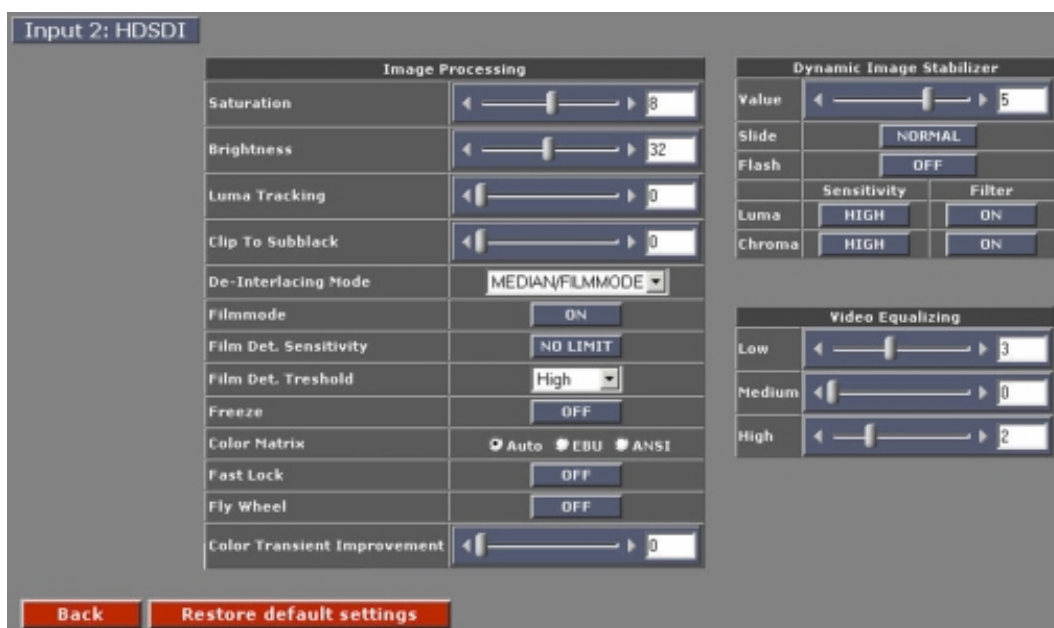 Input 2: HDSDI
Image Processing
Saturation 8
Brightness 32
Luma Tracking 0
Clip To Subblack 0
De-Interlacing Mode MEDIAN/FILMMODE
Filmmode ON
Film Det. Sensitivity NO LIMIT
Film Det. Treshold High
Freeze OFF
Color Matrix Auto EBU ANSI
Fast Lock OFF
Fly Wheel OFF
Color Transient Improvement 0
Dynamic Image Stabilizer
Value 5
Slide NORMAL
Flash OFF
Sensitivity Filter
Luma HIGH ON
Chroma HIGH ON
Video Equalizing
Low 3
Medium 0
High 2
Back Restore default settings